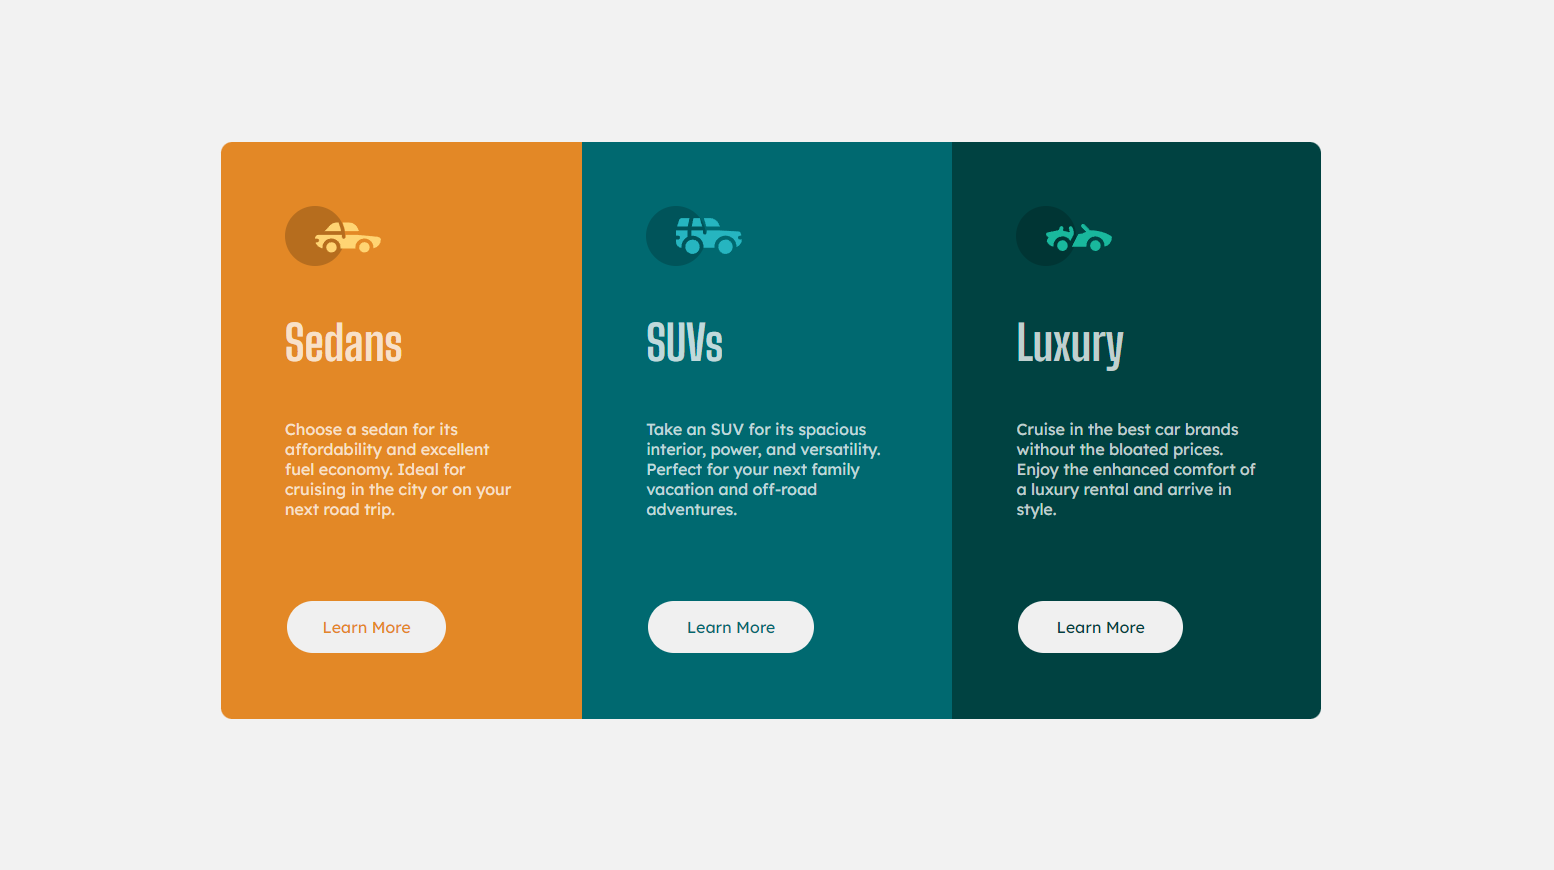 Sedans
Choose a sedan for its
affordability and excellent
fuel economy. Ideal for
cruising in the city or on your
next road trip.
Learn More
SUVs
Take an SUV for its spacious
interior, power, and versatility.
Perfect for your next family
vacation and off-road
adventures.
Learn More
Luxury
Cruise in the best car brands
without the bloated prices.
Enjoy the enhanced comfort of
a luxury rental and arrive in
style.
Learn More